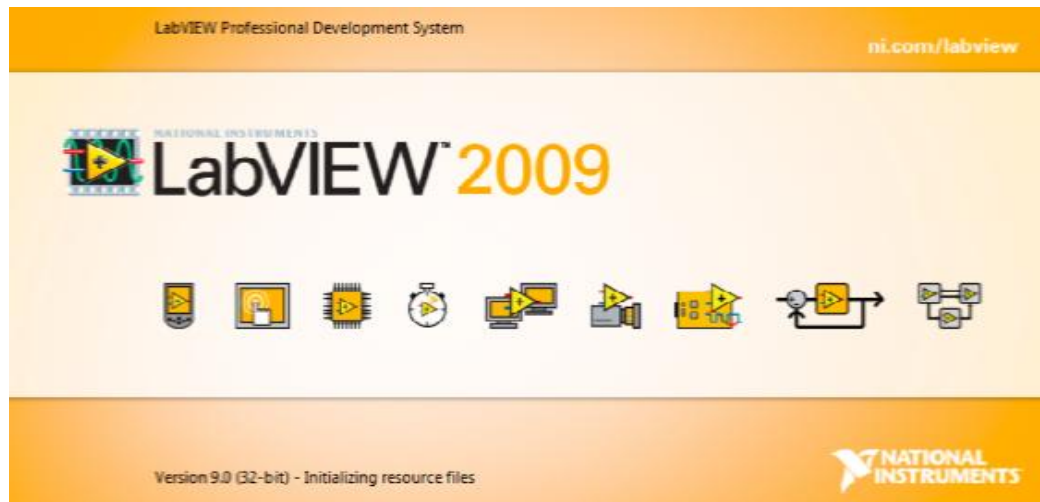 LabVIEW Professional Development System
ni.com/labview
NATIONAL INSTRUMENTS
LabVIEW™ 2009
Version 9.0 (32-bit) - Initializing resource files
NATIONAL
INSTRUMENTS